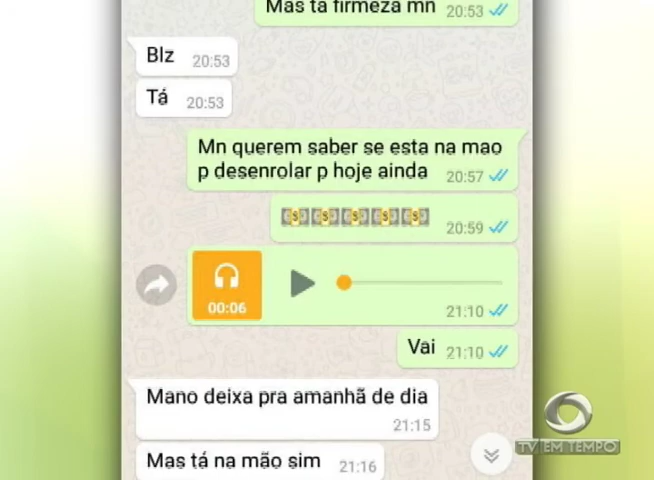 Mas tá firmeza mn 20:53
Blz 20:53
Tá 20:53
Mn querem saber se esta na mao
p desenrolar p hoje ainda 20:57
20:59
00:06
21:10
Vai 21:10
Mano deixa pra amanhã de dia
21:15
Mas tá na mão sim 21:16
TV EM TEMPO